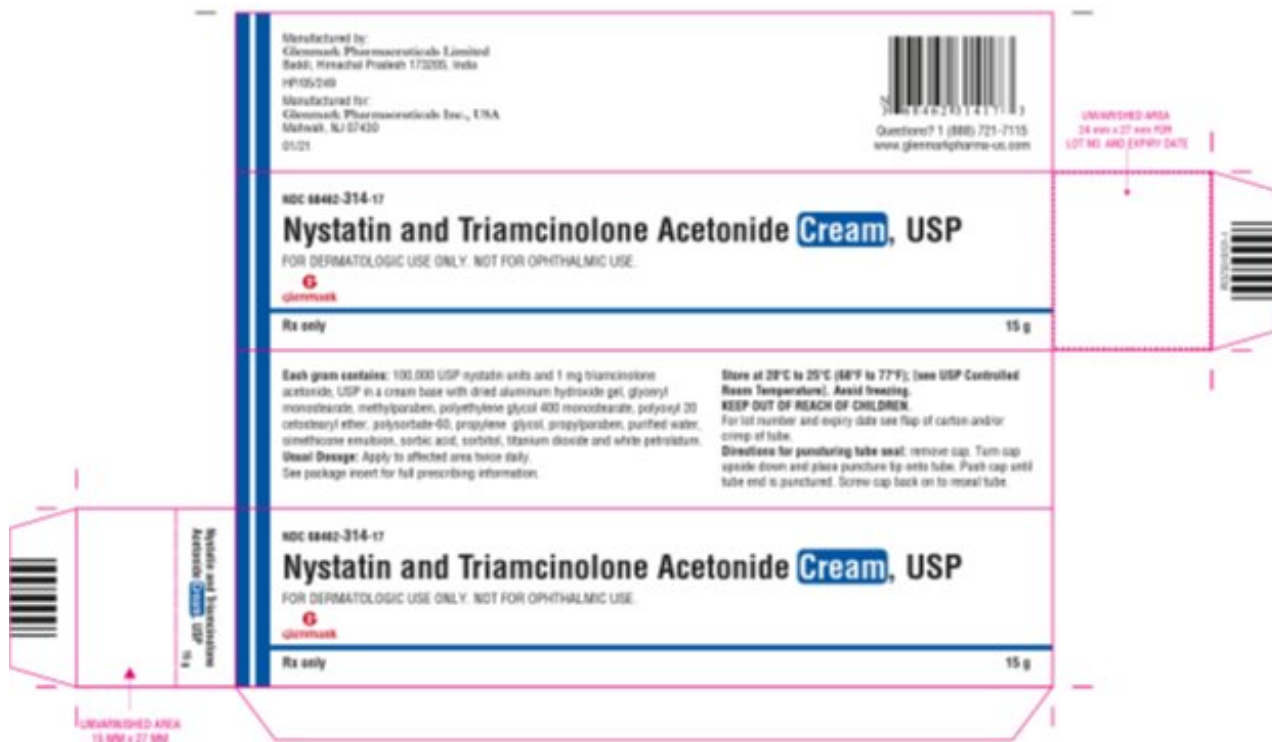 Manufactured by:
Glenmark Pharmaceuticals Limited
Baddi, Himachal Pradesh 173205, India
HP/05/249
Manufactured for:
Glenmark Pharmaceuticals Inc., USA
Mahwah, NJ 07430
01/21
Questions? 1 (888) 721-7115
www.glenmarkpharma-us.com
UNVARNISHED AREA
24 mm x 27 mm FOR
LOT NO. AND EXPIRY DATE
NDC 68462-314-17
Nystatin and Triamcinolone Acetonide Cream, USP
FOR DERMATOLOGIC USE ONLY. NOT FOR OPHTHALMIC USE.
G
glenmark
Rx only
15 g
Each gram contains: 100,000 USP nystatin units and 1 mg triamcinolone
acetonide, USP in a cream base with dried aluminum hydroxide gel, glyceryl
monostearate, methylparaben, polyethylene glycol 400 monostearate, polyoxyl 20
cetostearyl ether, polysorbate-60, propylene glycol, propylparaben, purified water,
simethicone emulsion, sorbic acid, sorbitol, titanium dioxide and white petrolatum.
Usual Dosage: Apply to affected area twice daily.
See package insert for full prescribing information.
Store at 20°C to 25°C (68°F to 77°F); [see USP Controlled
Room Temperature]. Avoid freezing.
KEEP OUT OF REACH OF CHILDREN.
For lot number and expiry date see flap of carton and/or
crimp of tube.
Directions for puncturing tube seal: remove cap. Turn cap
upside down and place puncture tip onto tube. Push cap until
tube end is punctured. Screw cap back on to reseal tube.
NDC 68462-314-17
Nystatin and Triamcinolone Acetonide Cream, USP
FOR DERMATOLOGIC USE ONLY. NOT FOR OPHTHALMIC USE.
G
glenmark
Rx only
15 g
Nystatin and Triamcinolone
Acetonide Cream, USP
15 g
UNVARNISHED AREA
15 MM x 27 MM